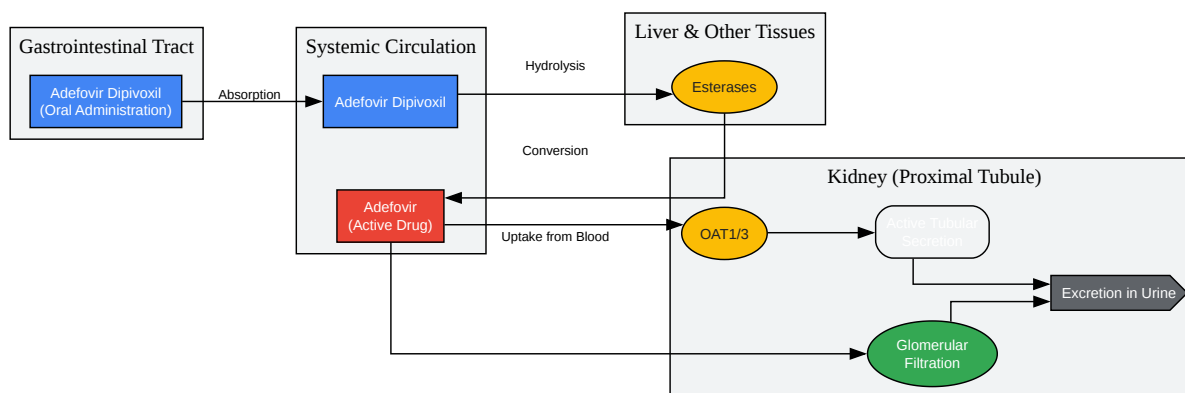 Gastrointestinal Tract
Adefovir Dipivoxil
(Oral Administration)
Absorption
Systemic Circulation
Adefovir Dipivoxil
Hydrolysis
Liver & Other Tissues
Esterases
Conversion
Adefovir
(Active Drug)
Uptake from Blood
Kidney (Proximal Tubule)
OAT1/3
Active Tubular
Secretion
Glomerular
Filtration
Excretion in Urine